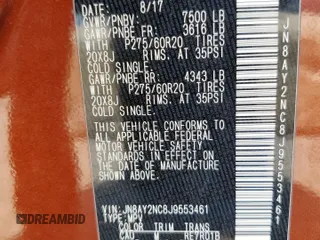 8/17
GVWR/PNBV: 7500 LB
GAWR/PNBE FR: 3616 LB
WITH P275/60R20 TIRES
20X8J RIMS. AT 35PSI
COLD SINGLE
GAWR/PNBE RR: 4343 LB
WITH P275/60R20 TIRES
20X8J RIMS. AT 35PSI
COLD SINGLE
THIS VEHICLE CONFORMS TO
ALL APPLICABLE FEDERAL
MOTOR VEHICLE SAFETY
STANDARDS IN EFFECT
ON THE DATE OF
MANUFACTURE SHOWN
ABOVE.
VIN: JN8AY2NC8J9553461
TYPE: MPV
COLOR TRIM TRANS
CAO M RE7R01B
JN8AY2NC8J9553461